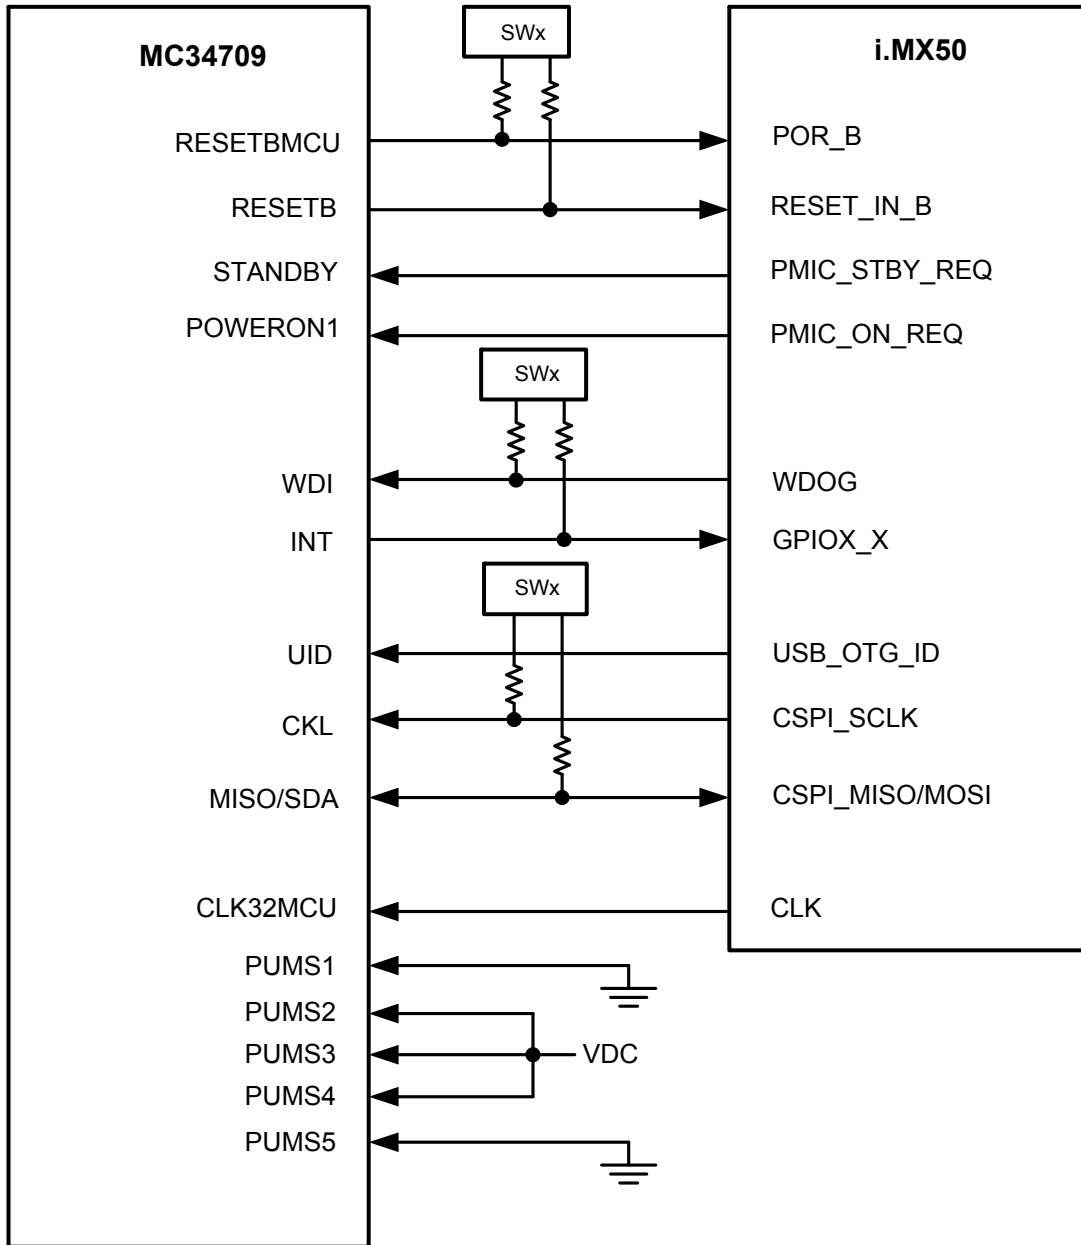 MC34709
SWx
i.MX50
RESETBMCU
POR_B
RESETB
RESET_IN_B
STANDBY
PMIC_STBY_REQ
POWERON1
PMIC_ON_REQ
SWx
WDI
WDOG
INT
GPIOX_X
SWx
UID
USB_OTG_ID
CKL
CSPI_SCLK
MISO/SDA
CSPI_MISO/MOSI
CLK32MCU
CLK
PUMS1
PUMS2
PUMS3
VDC
PUMS4
PUMS5